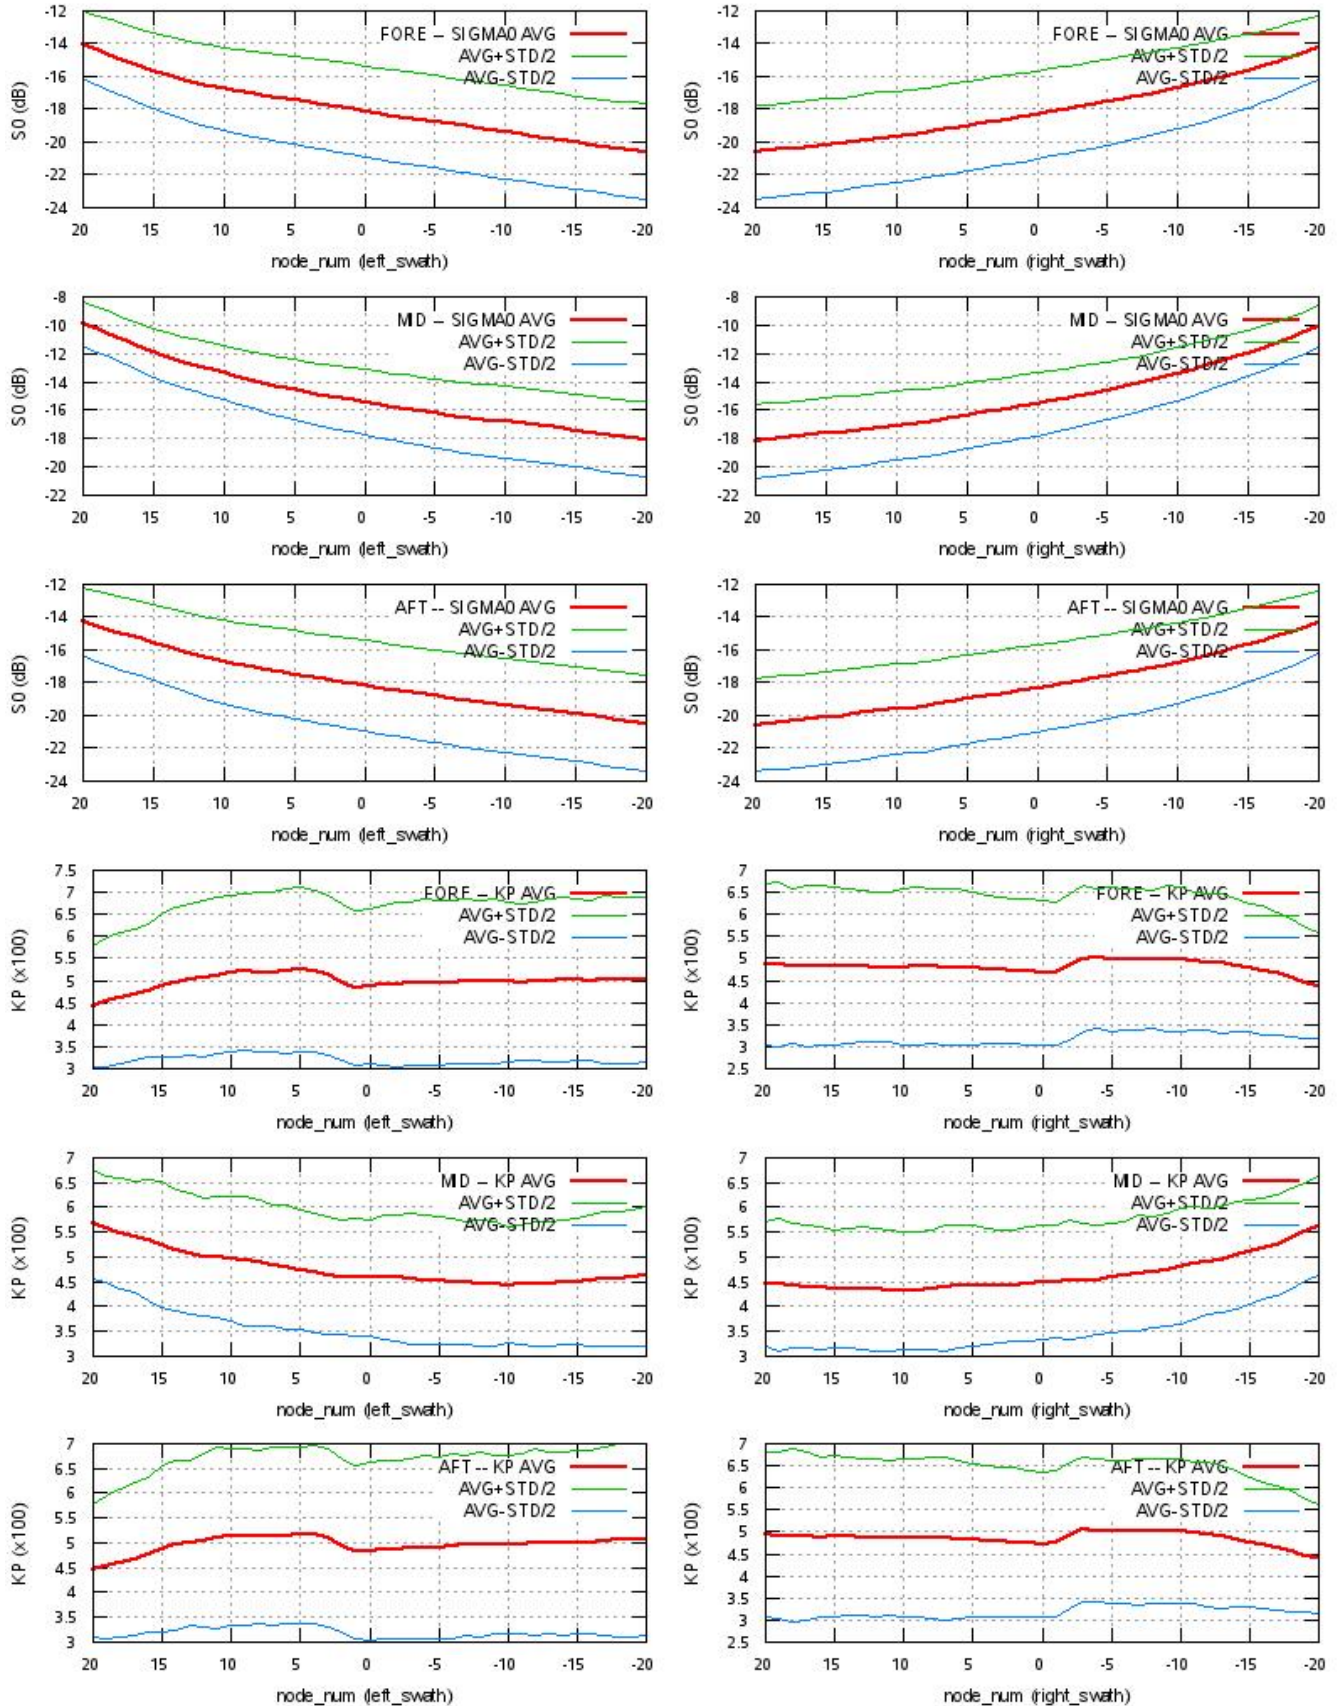 -12
-14
-16
-18
-20
-22
-24
S0 (dB)
FORE -- SIGMA0 AVG
AVG+STD/2
AVG-STD/2
20 15 10 5 0 -5 -10 -15 -20
node_num (left_swath)
-12
-14
-16
-18
-20
-22
-24
S0 (dB)
FORE -- SIGMA0 AVG
AVG+STD/2
AVG-STD/2
20 15 10 5 0 -5 -10 -15 -20
node_num (right_swath)
-8
-10
-12
-14
-16
-18
-20
-22
S0 (dB)
MID -- SIGMA0 AVG
AVG+STD/2
AVG-STD/2
20 15 10 5 0 -5 -10 -15 -20
node_num (left_swath)
-8
-10
-12
-14
-16
-18
-20
-22
S0 (dB)
MID -- SIGMA0 AVG
AVG+STD/2
AVG-STD/2
20 15 10 5 0 -5 -10 -15 -20
node_num (right_swath)
-12
-14
-16
-18
-20
-22
-24
S0 (dB)
AFT -- SIGMA0 AVG
AVG+STD/2
AVG-STD/2
20 15 10 5 0 -5 -10 -15 -20
node_num (left_swath)
-12
-14
-16
-18
-20
-22
-24
S0 (dB)
AFT -- SIGMA0 AVG
AVG+STD/2
AVG-STD/2
20 15 10 5 0 -5 -10 -15 -20
node_num (right_swath)
7.5
7
6.5
6
5.5
5
4.5
4
3.5
3
KP (x100)
FORE -- KP AVG
AVG+STD/2
AVG-STD/2
20 15 10 5 0 -5 -10 -15 -20
node_num (left_swath)
7
6.5
6
5.5
5
4.5
4
3.5
3
2.5
KP (x100)
FORE -- KP AVG
AVG+STD/2
AVG-STD/2
20 15 10 5 0 -5 -10 -15 -20
node_num (right_swath)
7
6.5
6
5.5
5
4.5
4
3.5
3
KP (x100)
MID -- KP AVG
AVG+STD/2
AVG-STD/2
20 15 10 5 0 -5 -10 -15 -20
node_num (left_swath)
7
6.5
6
5.5
5
4.5
4
3.5
3
KP (x100)
MID -- KP AVG
AVG+STD/2
AVG-STD/2
20 15 10 5 0 -5 -10 -15 -20
node_num (right_swath)
7
6.5
6
5.5
5
4.5
4
3.5
3
KP (x100)
AFT -- KP AVG
AVG+STD/2
AVG-STD/2
20 15 10 5 0 -5 -10 -15 -20
node_num (left_swath)
7
6.5
6
5.5
5
4.5
4
3.5
3
2.5
KP (x100)
AFT -- KP AVG
AVG+STD/2
AVG-STD/2
20 15 10 5 0 -5 -10 -15 -20
node_num (right_swath)